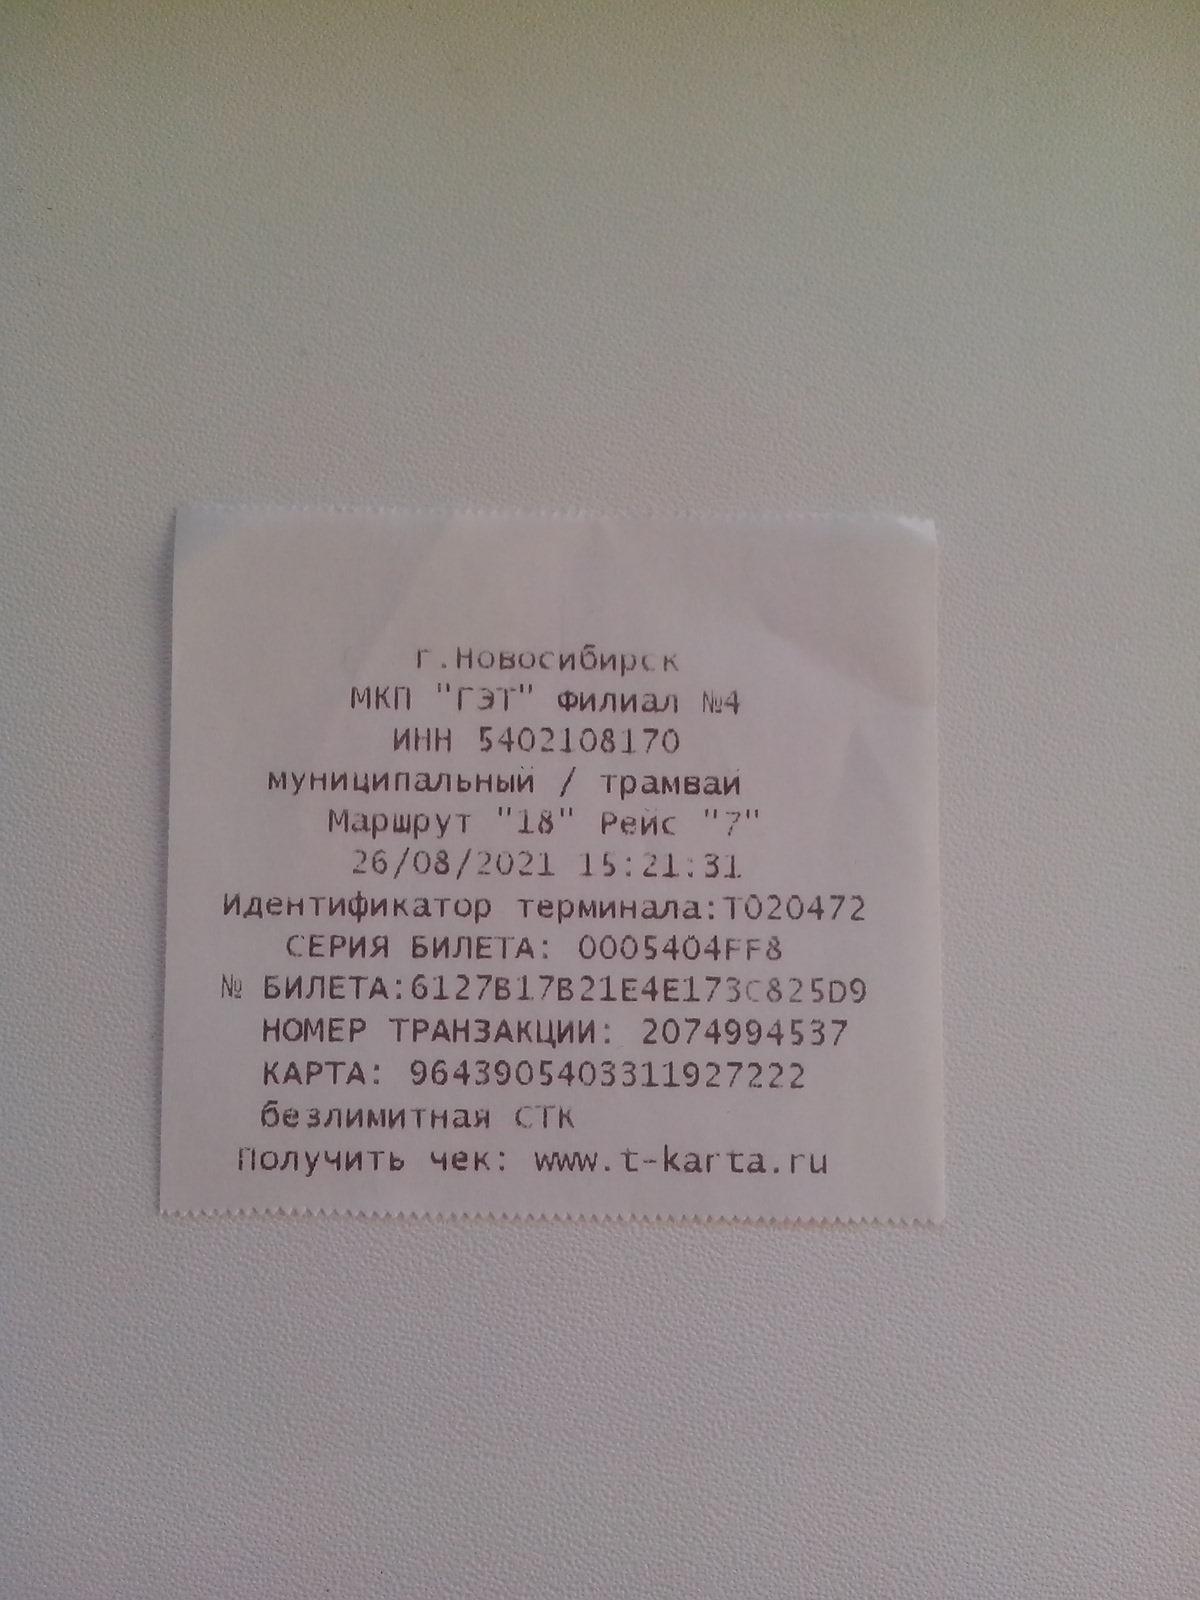 г.Новосибирск
МКП "ГЭТ" Филиал №4
ИНН 5402108170
муниципальный / трамвай
Маршрут "18" Рейс "7"
26/08/2021 15:21:31
Идентификатор терминала:T020472
СЕРИЯ БИЛЕТА: 0005404FF8
№ БИЛЕТА:6127B17B21E4E173C825D9
НОМЕР ТРАНЗАКЦИИ: 2074994537
КАРТА: 9643905403311927222
безлимитная СТК
Получить чек: www.t-karta.ru